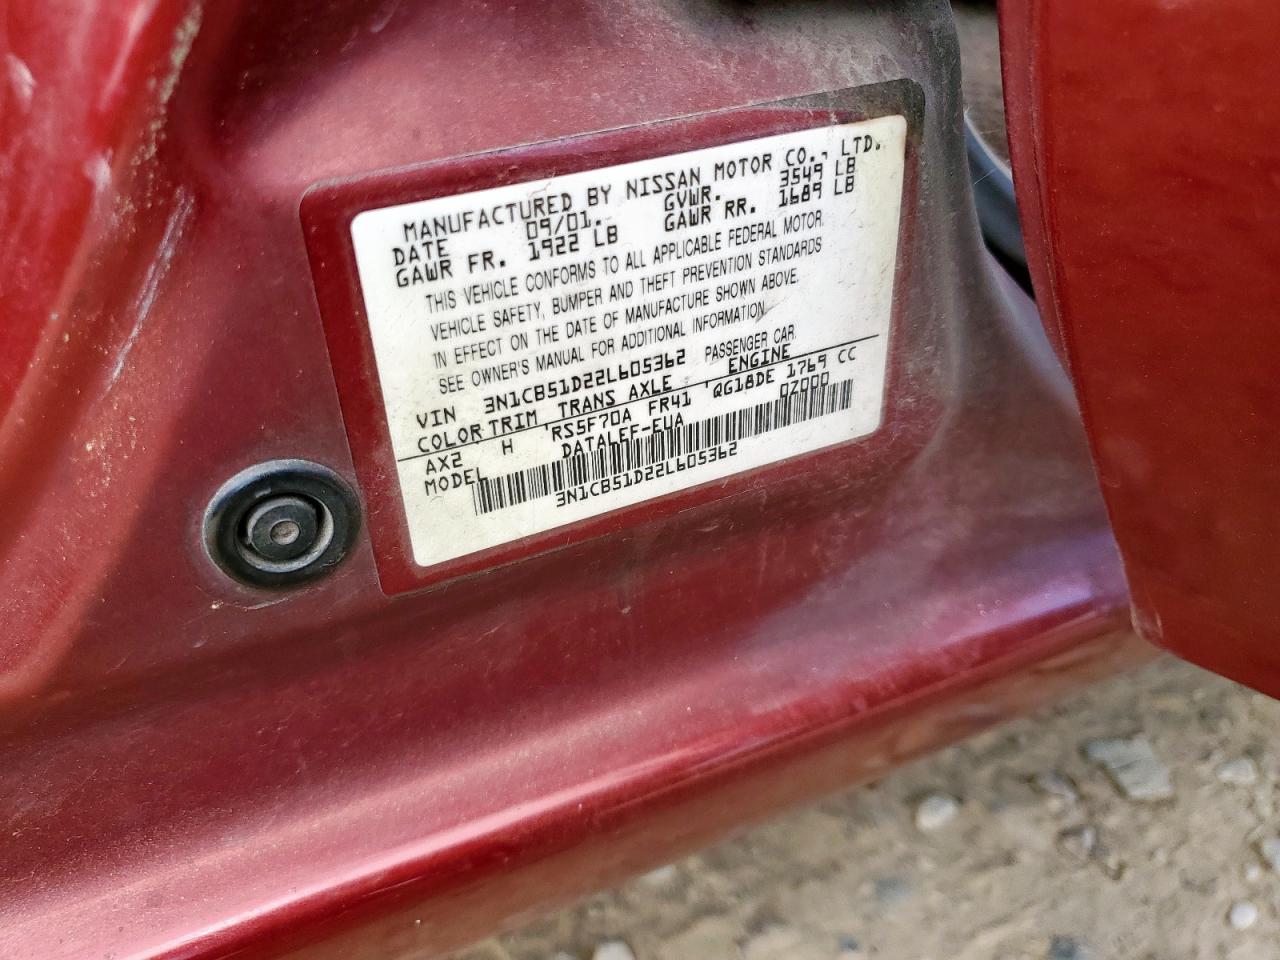 MANUFACTURED BY NISSAN MOTOR CO., LTD.
DATE 09/01. GVWR. 3549 LB
GAWR FR. 1922 LB GAWR RR. 1689 LB
THIS VEHICLE CONFORMS TO ALL APPLICABLE FEDERAL MOTOR.
VEHICLE SAFETY, BUMPER AND THEFT PREVENTION STANDARDS
IN EFFECT ON THE DATE OF MANUFACTURE SHOWN ABOVE.
SEE OWNER'S MANUAL FOR ADDITIONAL INFORMATION.
VIN 3N1CB51D22L605362 PASSENGER CAR.
COLOR TRIM TRANS AXLE ENGINE
AX2 H RS5F70A FR41 QG18DE 1769 CC
MODEL DATALEF-EUA 0Z000
3N1CB51D22L605362